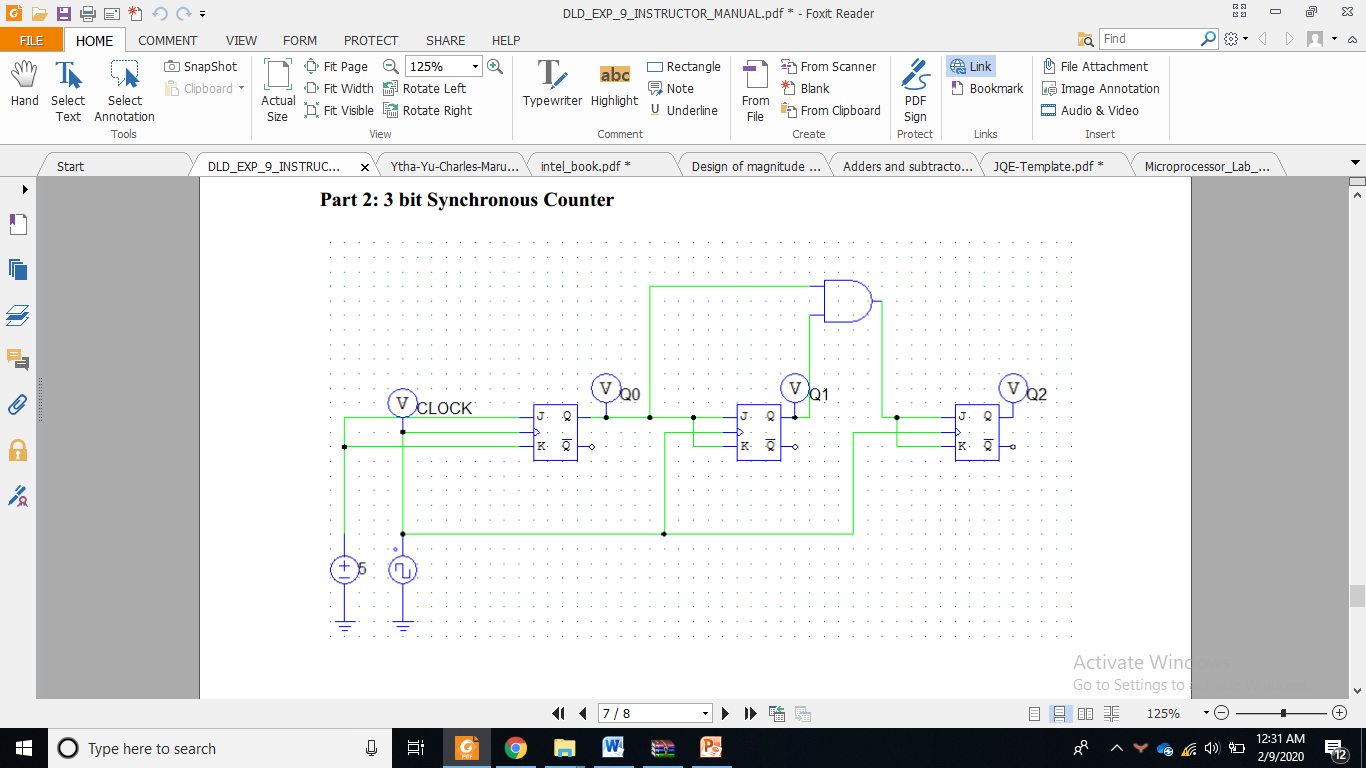 DLD_EXP_9_INSTRUCTOR_MANUAL.pdf * - Foxit Reader
FILE HOME COMMENT VIEW FORM PROTECT SHARE HELP
Find
Hand
Select Text
Select Annotation
SnapShot
Clipboard
Tools
Actual Size
Fit Page
Fit Width
Fit Visible
125%
Rotate Left
Rotate Right
View
Typewriter
abc
Highlight
Rectangle
Note
U Underline
Comment
From File
From Scanner
Blank
From Clipboard
Create
PDF Sign
Protect
Link
Bookmark
Links
File Attachment
Image Annotation
Audio & Video
Insert
Start
DLD_EXP_9_INSTRUC... x
Ytha-Yu-Charles-Maru...
intel_book.pdf *
Design of magnitude ...
Adders and subtracto...
JQE-Template.pdf *
Microprocessor_Lab_...
Part 2: 3 bit Synchronous Counter
V CLOCK
V Q0
V Q1
V Q2
J Q
K Q
J Q
K Q
J Q
K Q
5
Activate Win
Go to Settings to
7 / 8
125%
Type here to search
PDF
12:31 AM
2/9/2020
12